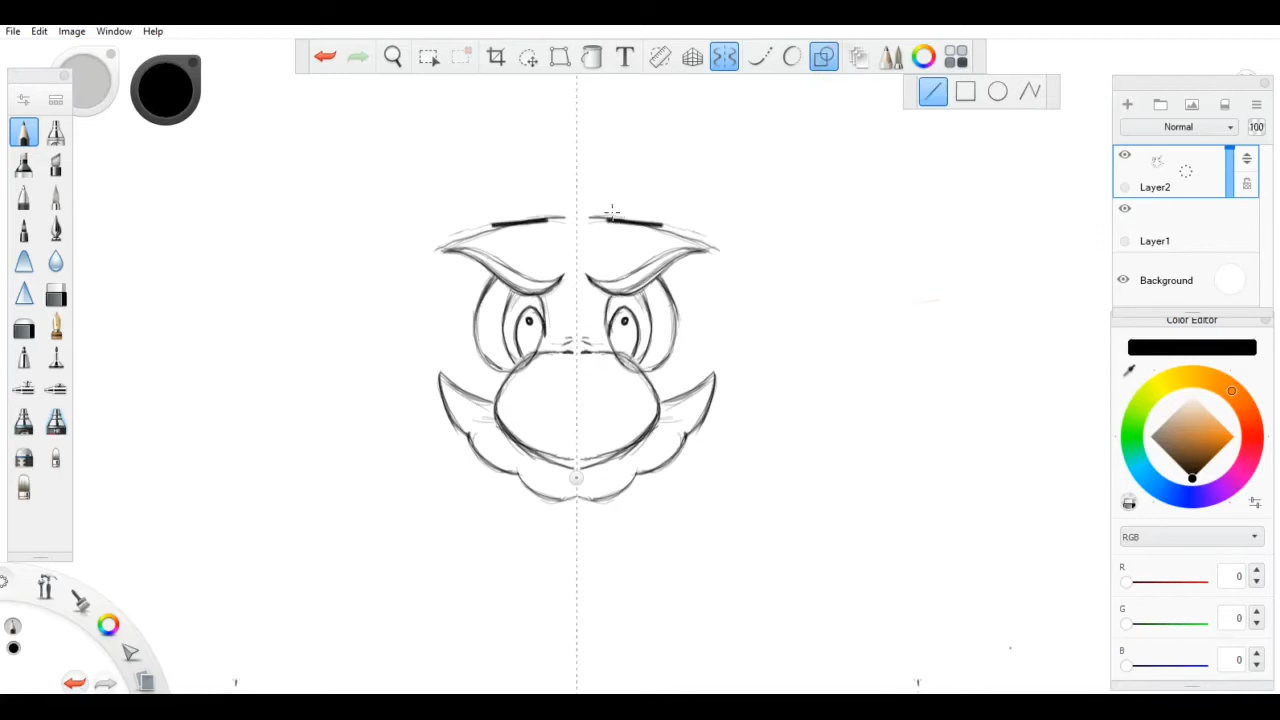 File Edit Image Window Help
T
Normal 100
Layer2
Layer1
Background
Color Editor
RGB
R 0
G 0
B 0